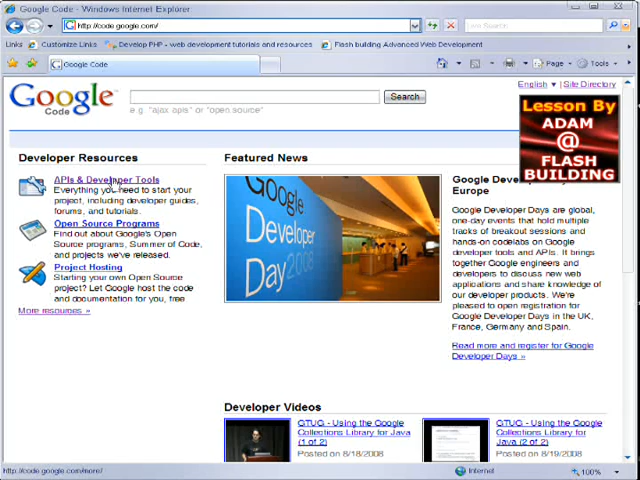 Google Code - Windows Internet Explorer
http://code.google.com/
Live Search
Links Customize Links Develop PHP - web development tutorials and resources Flash building Advanced Web Development
Google Code
Page Tools
English | Site Directory
Google
Code
Search
e.g. "ajax apis" or "open source"
Lesson By
ADAM
@
FLASH
BUILDING
Developer Resources
APIs & Developer Tools
Everything you need to start your
project, including developer guides,
forums, and tutorials.
Open Source Programs
Find out about Google's Open
Source programs, Summer of Code,
and projects we've released.
Project Hosting
Starting your own Open Source
project? Let Google host the code
and documentation for you, free
More resources »
Featured News
Google
Developer
Day2008
Google Deve
Europe
Google Developer Days are global,
one-day events that hold multiple
tracks of breakout sessions and
hands-on codelabs on Google
developer tools and APIs. It brings
together Google engineers and
developers to discuss new web
applications and share knowledge of
our developer products. We're
pleased to open registration for
Google Developer Days in the UK,
France, Germany and Spain.
Read more and register for Google
Developer Days »
Developer Videos
GTUG - Using the Google
Collections Library for Java
(1 of 2)
Posted on 8/18/2008
GTUG - Using the Google
Collections Library for Java
(2 of 2)
Posted on 8/19/2008
http://code.google.com/more/
Internet
100%